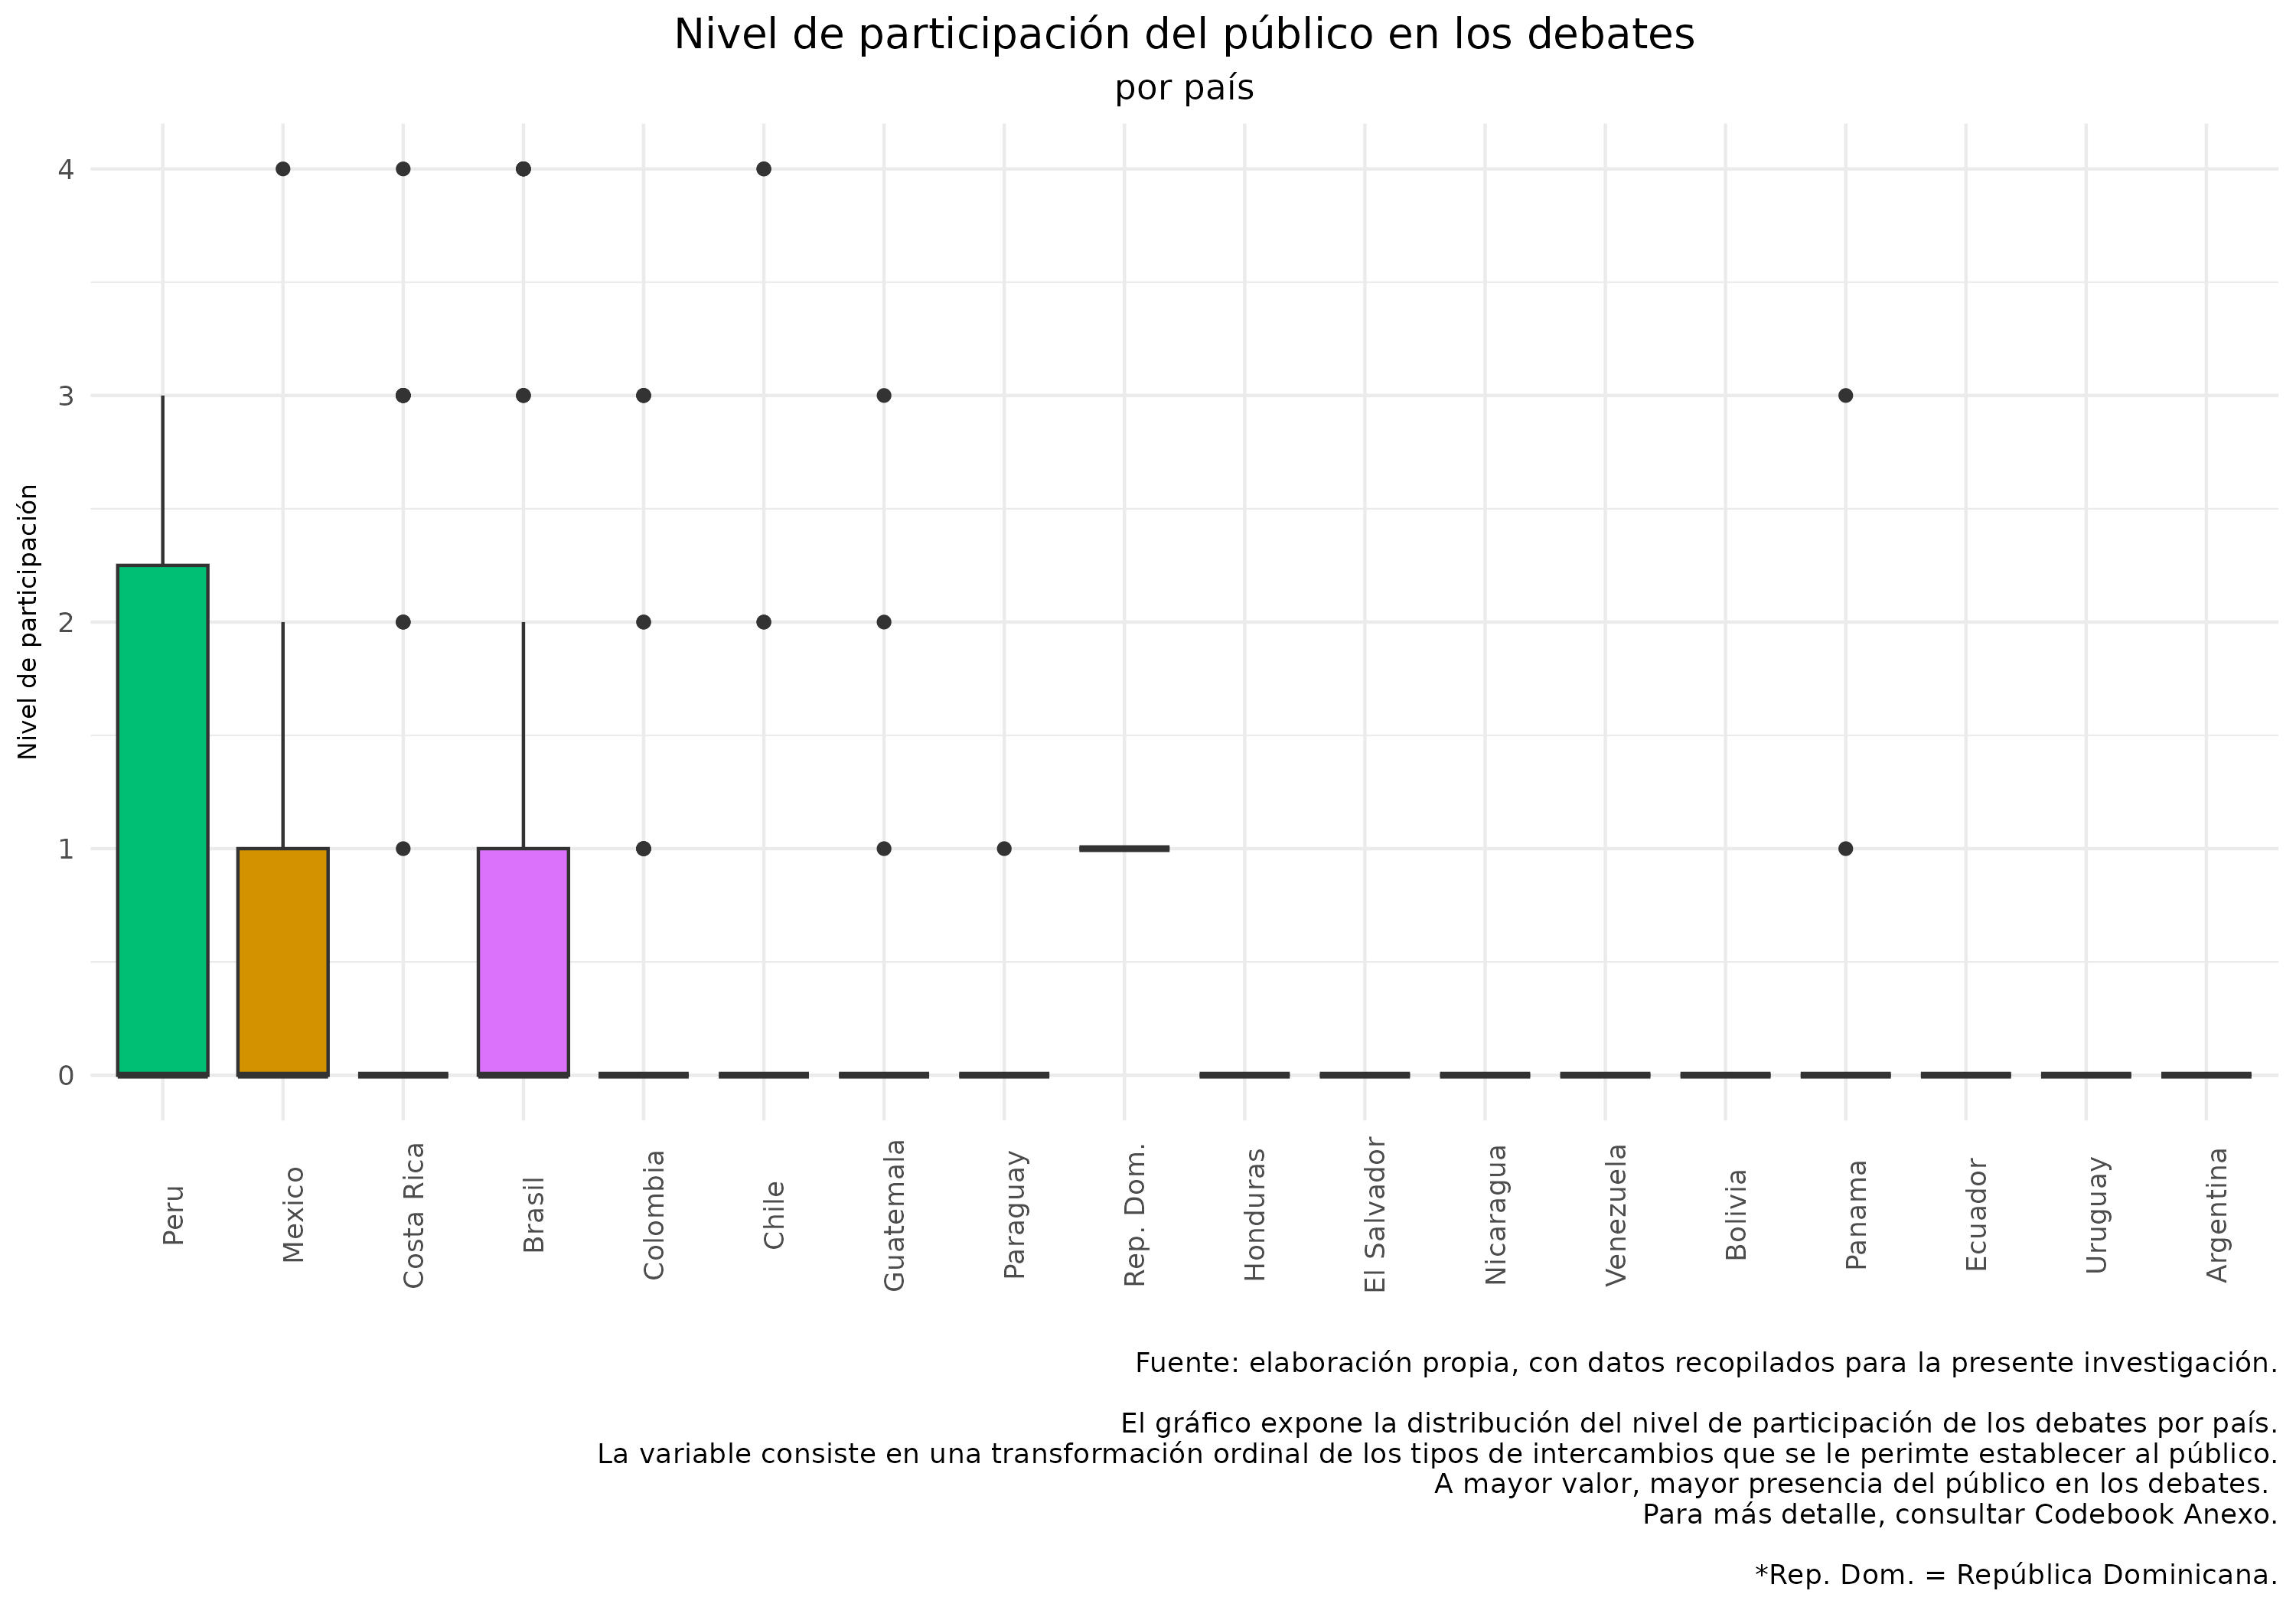 Nivel de participación del público en los debates
por país
Nivel de participación
4
3
2
1
0
Peru
Mexico
Costa Rica
Brasil
Colombia
Chile
Guatemala
Paraguay
Rep. Dom.
Honduras
El Salvador
Nicaragua
Venezuela
Bolivia
Panama
Ecuador
Uruguay
Argentina
Fuente: elaboración propia, con datos recopilados para la presente investigación.
El gráfico expone la distribución del nivel de participación de los debates por país.
La variable consiste en una transformación ordinal de los tipos de intercambios que se le perimte establecer al público.
A mayor valor, mayor presencia del público en los debates.
Para más detalle, consultar Codebook Anexo.
*Rep. Dom. = República Dominicana.